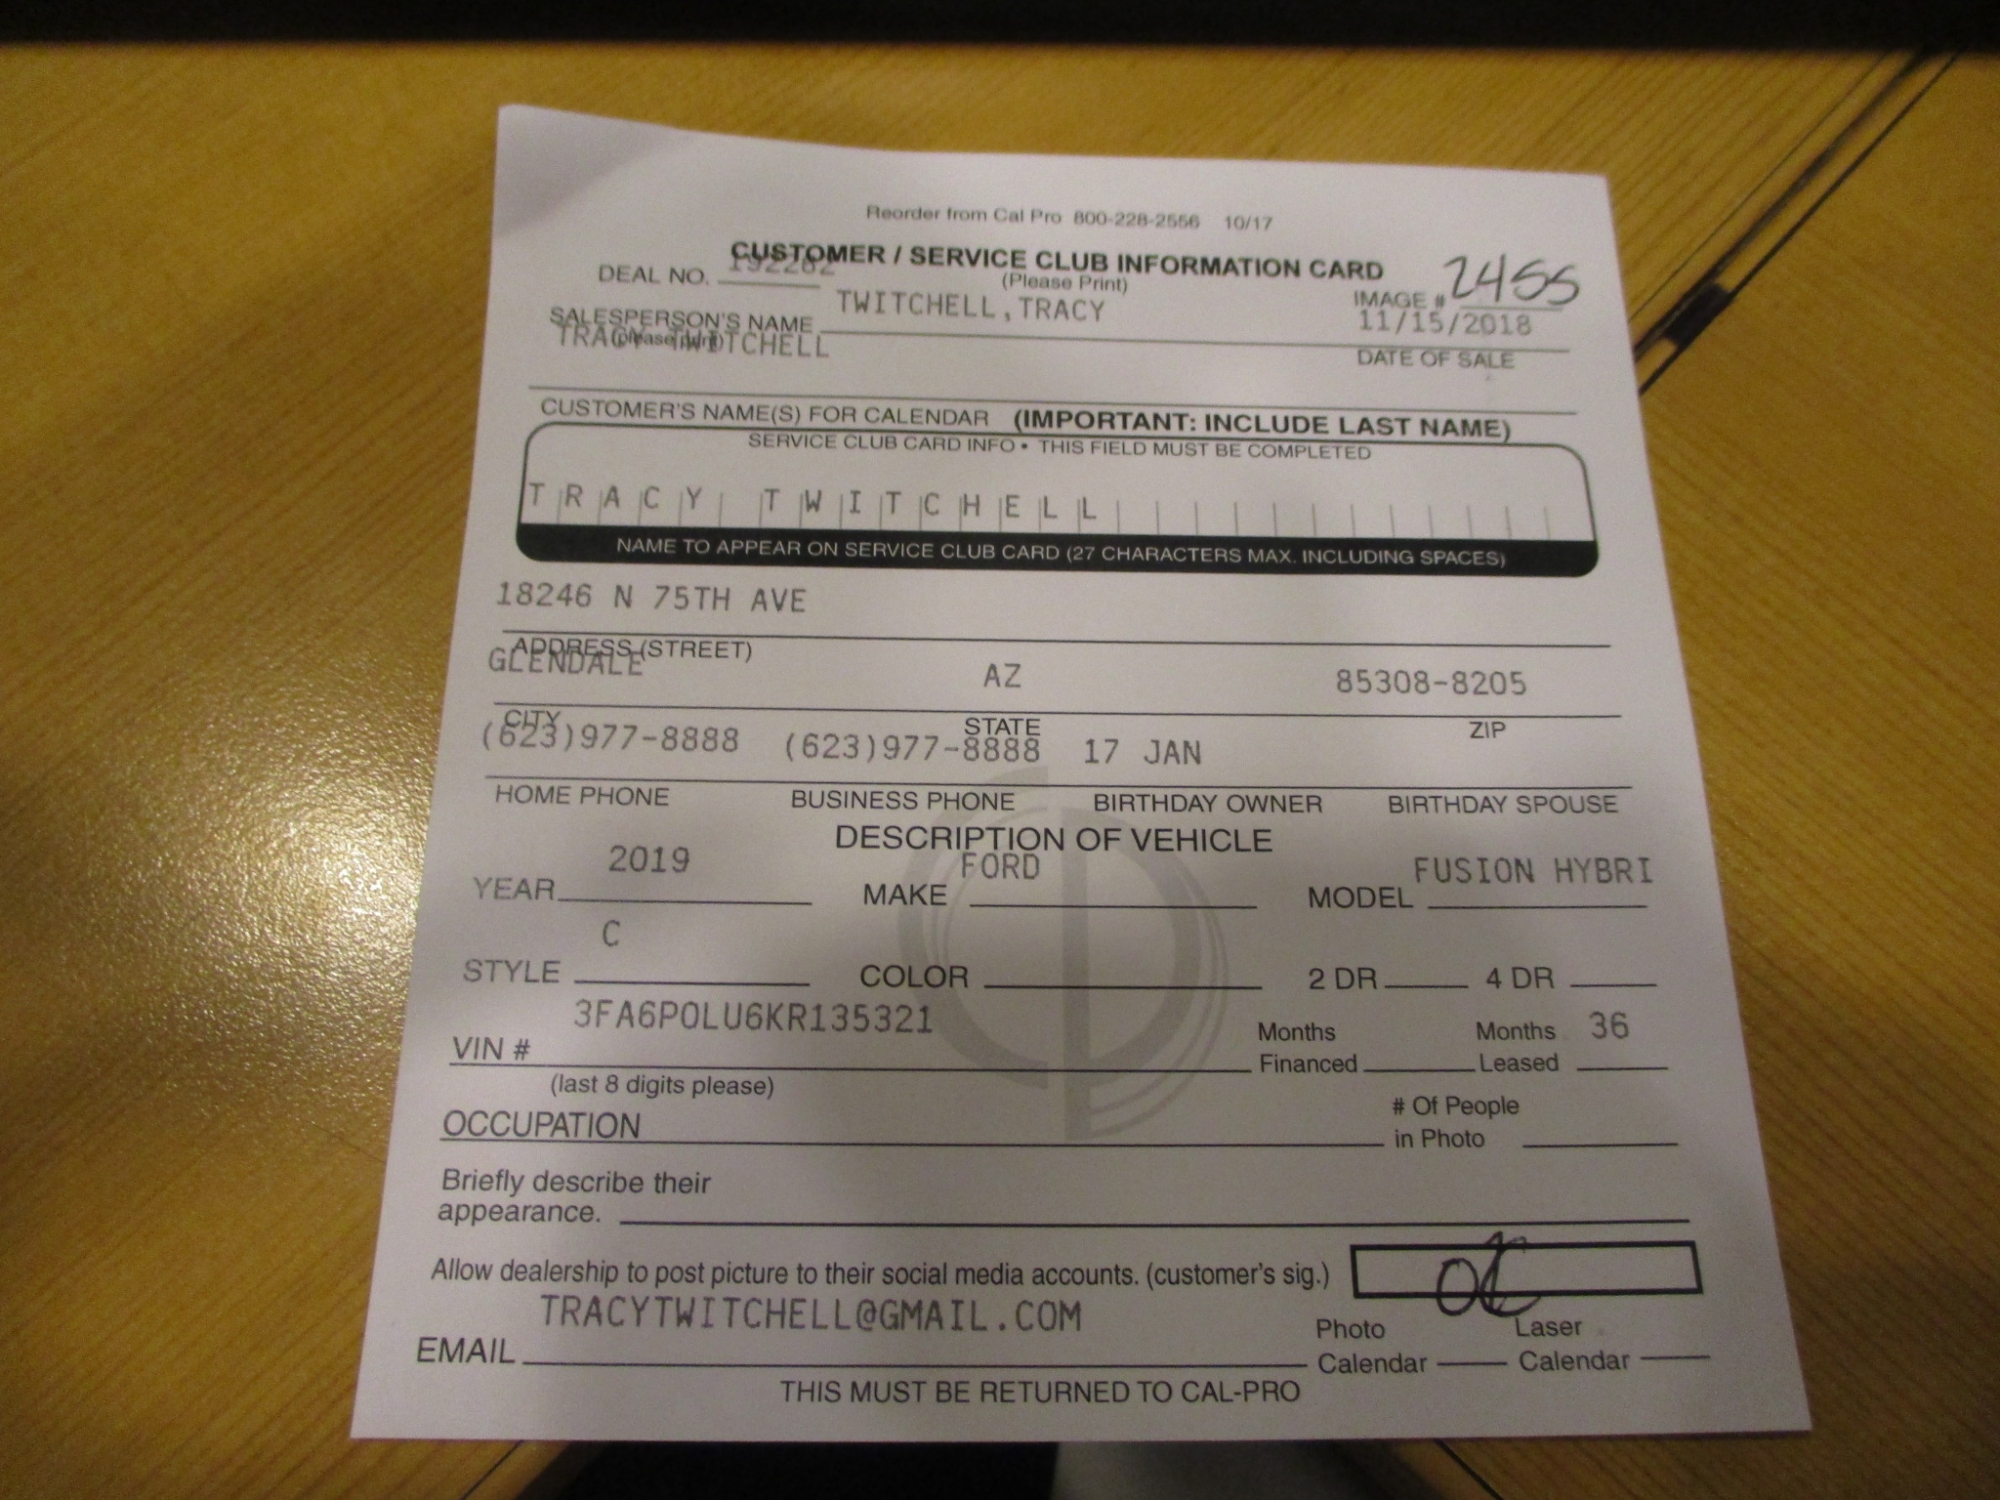 Reorder from Cal Pro 800-228-2556 10/17
CUSTOMER / SERVICE CLUB INFORMATION CARD
DEAL NO. 192262 (Please Print) IMAGE # 2455
SALESPERSON'S NAME TWITCHELL,TRACY 11/15/2018
(please print) TRACY TWITCHELL DATE OF SALE
CUSTOMER'S NAME(S) FOR CALENDAR (IMPORTANT: INCLUDE LAST NAME)
SERVICE CLUB CARD INFO • THIS FIELD MUST BE COMPLETED
TRACY TWITCHELL
NAME TO APPEAR ON SERVICE CLUB CARD (27 CHARACTERS MAX. INCLUDING SPACES)
18246 N 75TH AVE
ADDRESS (STREET)
GLENDALE AZ 85308-8205
CITY STATE ZIP
(623)977-8888 (623)977-8888 17 JAN
HOME PHONE BUSINESS PHONE BIRTHDAY OWNER BIRTHDAY SPOUSE
DESCRIPTION OF VEHICLE
YEAR 2019 MAKE FORD MODEL FUSION HYBRI
STYLE C COLOR 2 DR 4 DR
3FA6P0LU6KR135321
VIN # Months Financed Months Leased 36
(last 8 digits please)
OCCUPATION # Of People in Photo
Briefly describe their
appearance.
Allow dealership to post picture to their social media accounts. (customer's sig.)
TRACYTWITCHELL@GMAIL.COM
EMAIL Photo Calendar Laser Calendar
THIS MUST BE RETURNED TO CAL-PRO